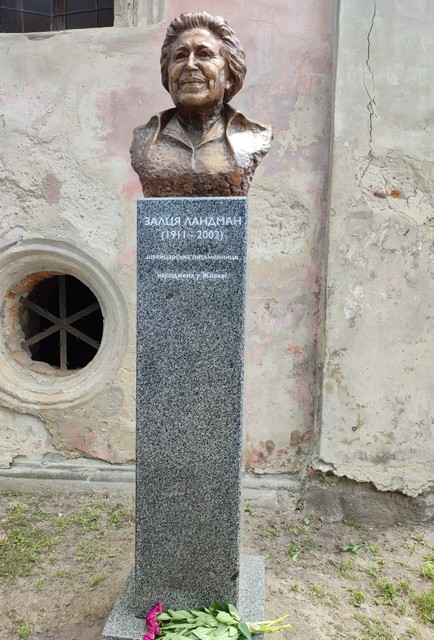 ЗАЛЦЯ ЛАНДМАН
(1911 - 2002)
швейцарська письменниця,
народжена у Жовкві